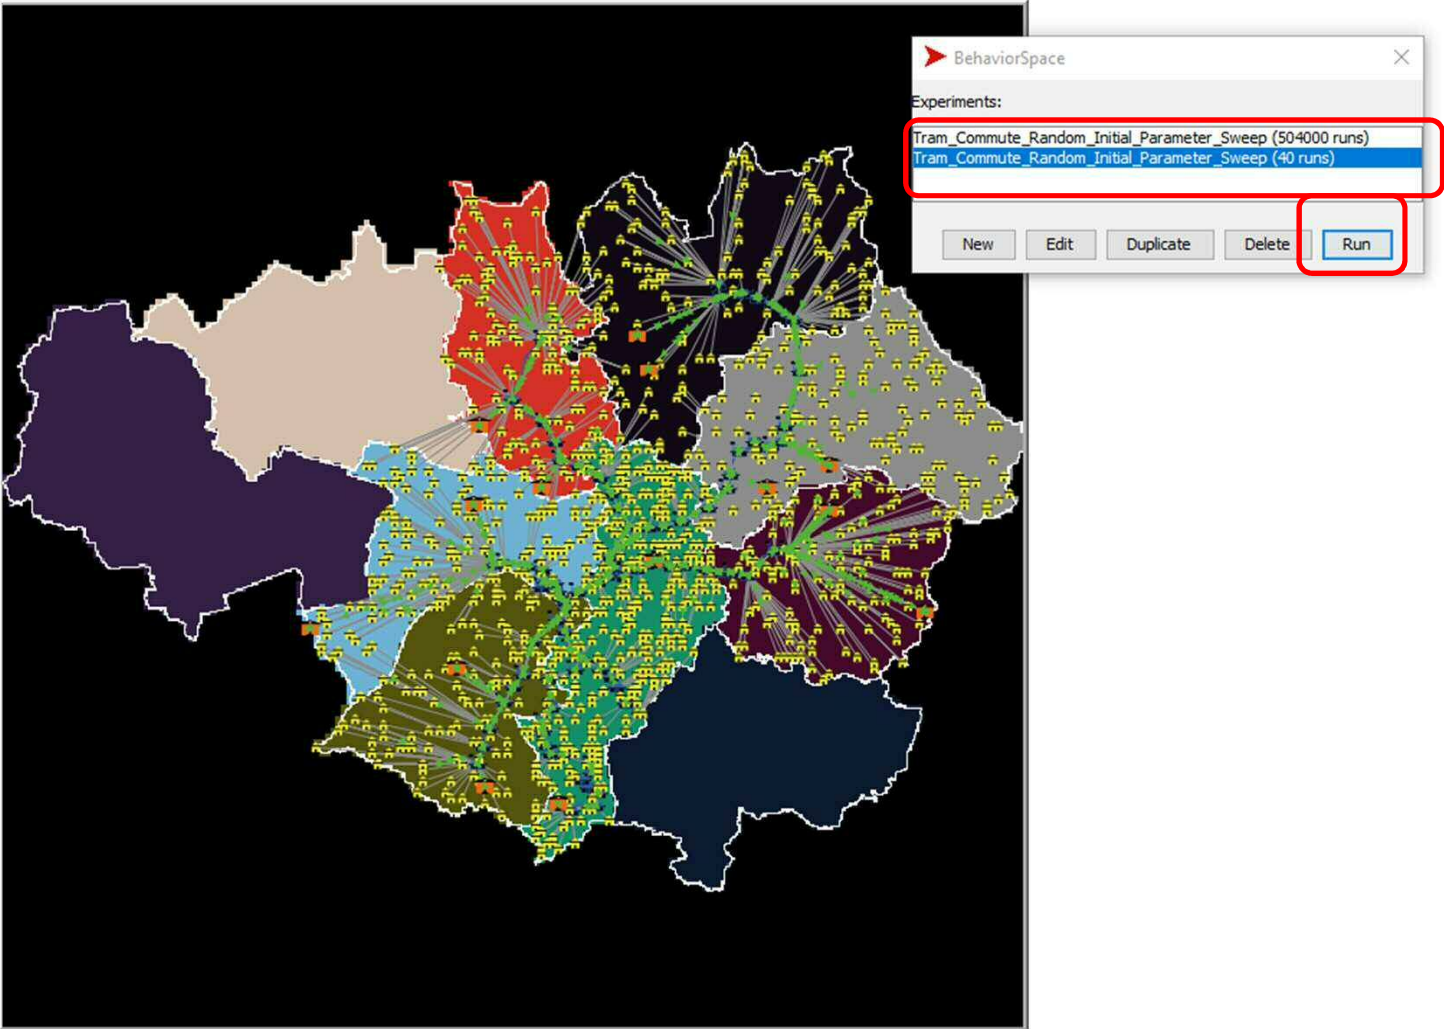 BehaviorSpace
Experiments:
Tram_Commute_Random_Initial_Parameter_Sweep (504000 runs)
Tram_Commute_Random_Initial_Parameter_Sweep (40 runs)
New Edit Duplicate Delete Run